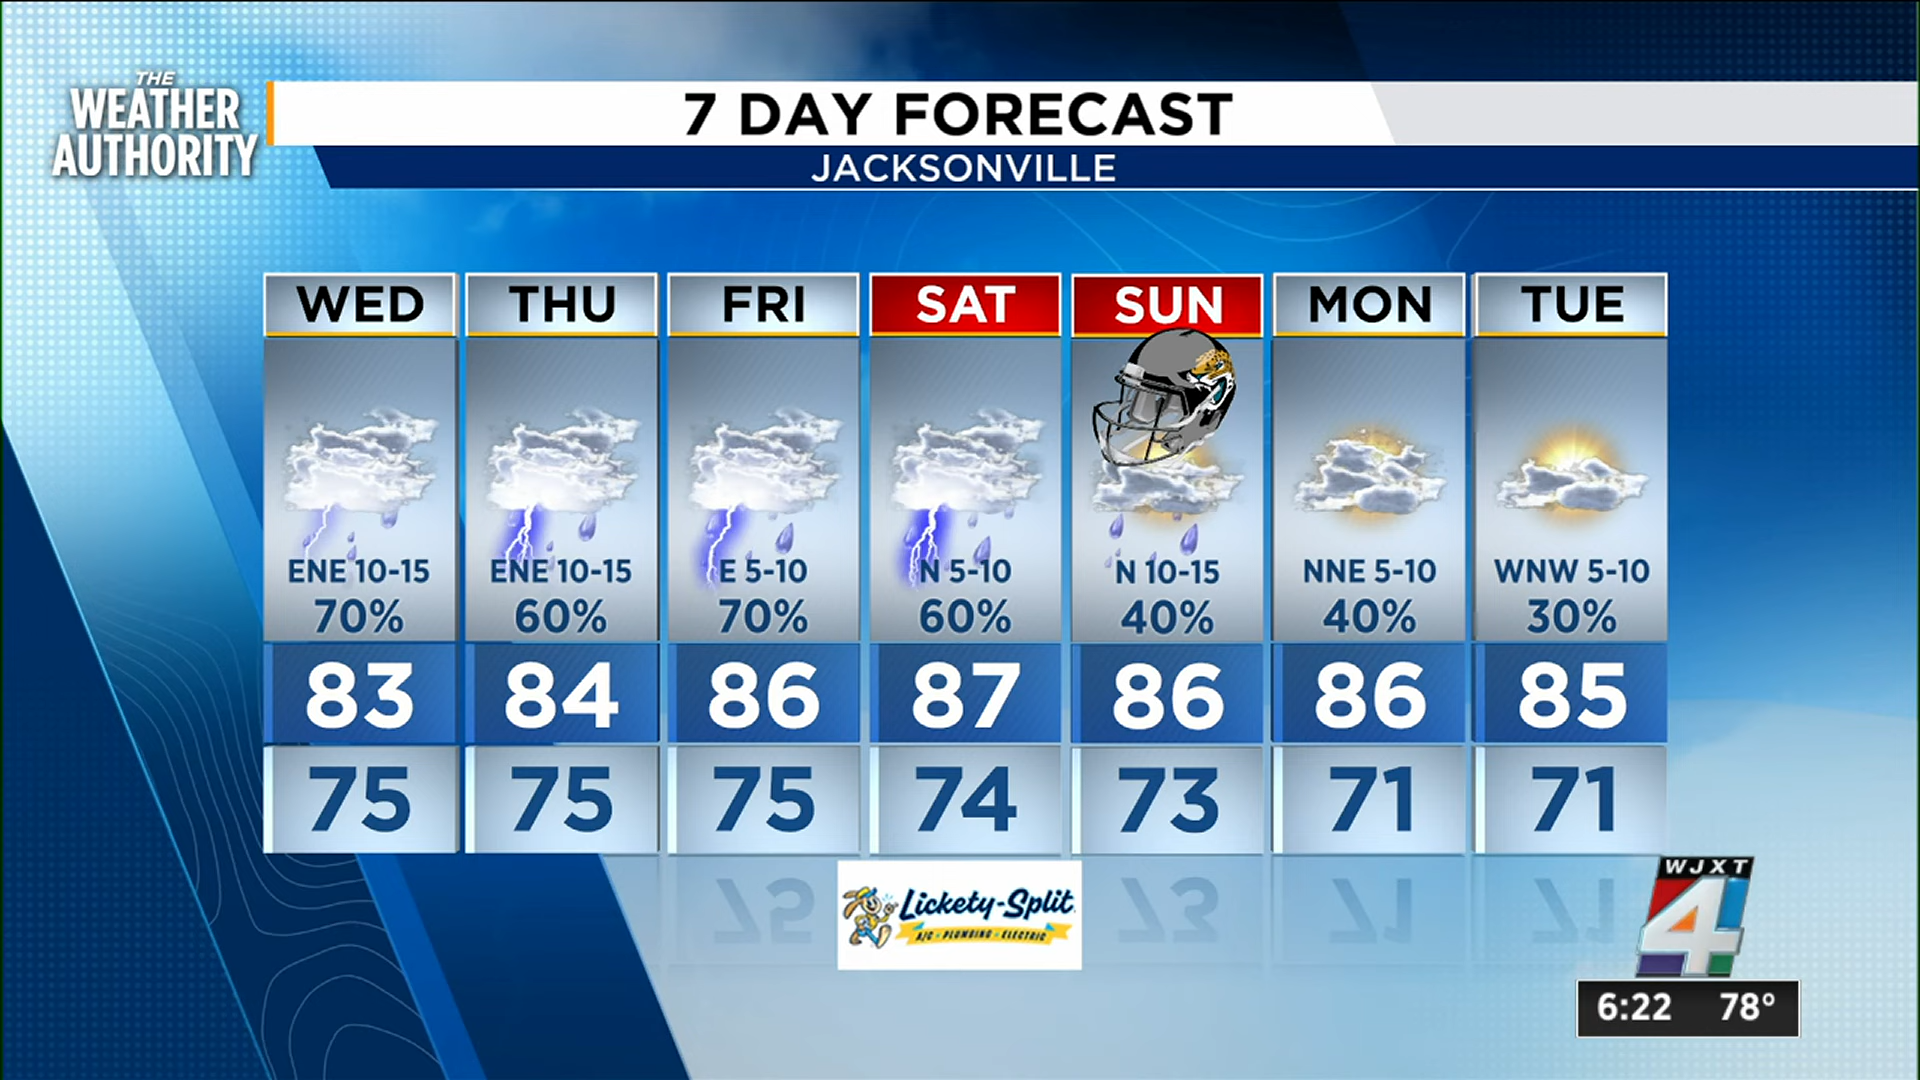 THE
WEATHER
AUTHORITY
7 DAY FORECAST
JACKSONVILLE
WED THU FRI SAT SUN MON TUE
ENE 10-15 ENE 10-15 E 5-10 N 5-10 N 10-15 NNE 5-10 WNW 5-10
70% 60% 70% 60% 40% 40% 30%
83 84 86 87 86 86 85
75 75 75 74 73 71 71
Lickety-Split
A/C • PLUMBING • ELECTRIC
WJXT
4
6:22 78°